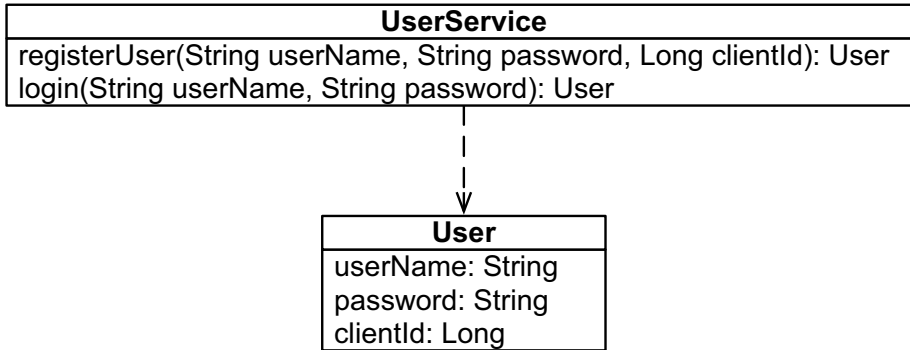 UserService
registerUser(String userName, String password, Long clientId): User
login(String userName, String password): User
User
userName: String
password: String
clientId: Long